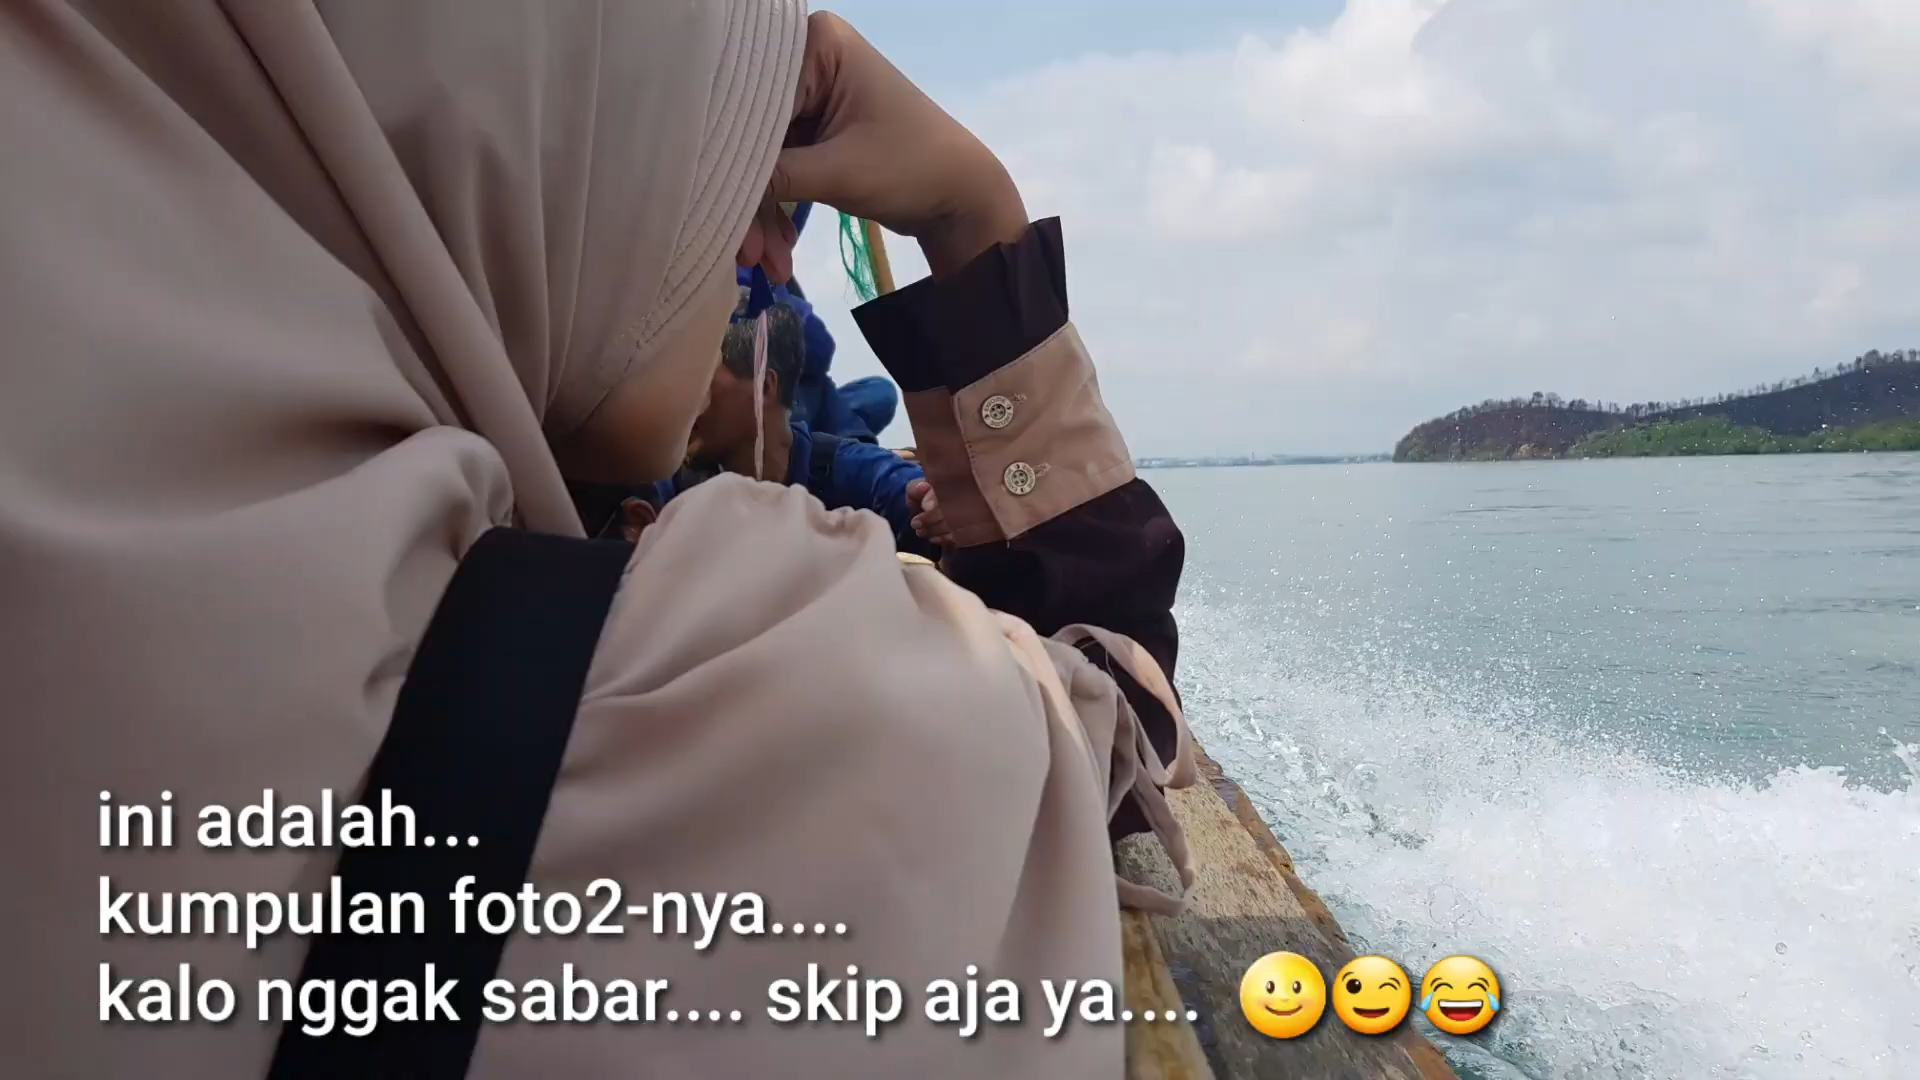 ini adalah...
kumpulan foto2-nya....
kalo nggak sabar.... skip aja ya.... 🌝😉😂